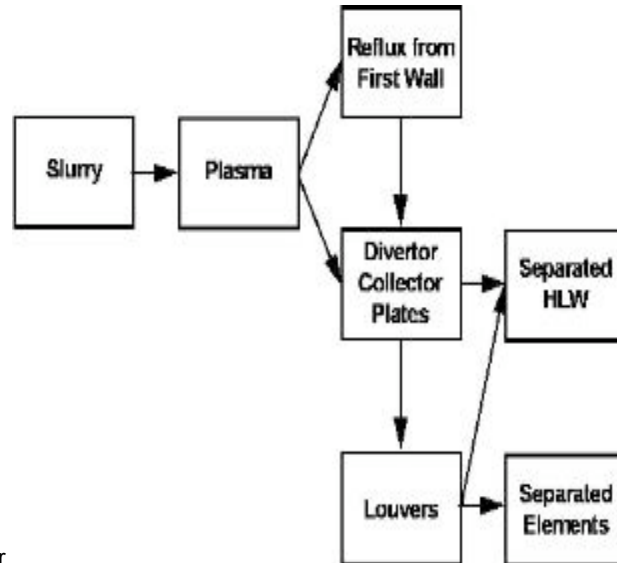 Reflux from
First Wall
Slurry
Plasma
Divertor
Collector
Plates
Separated
HLW
Louvers
Separated
Elements
r